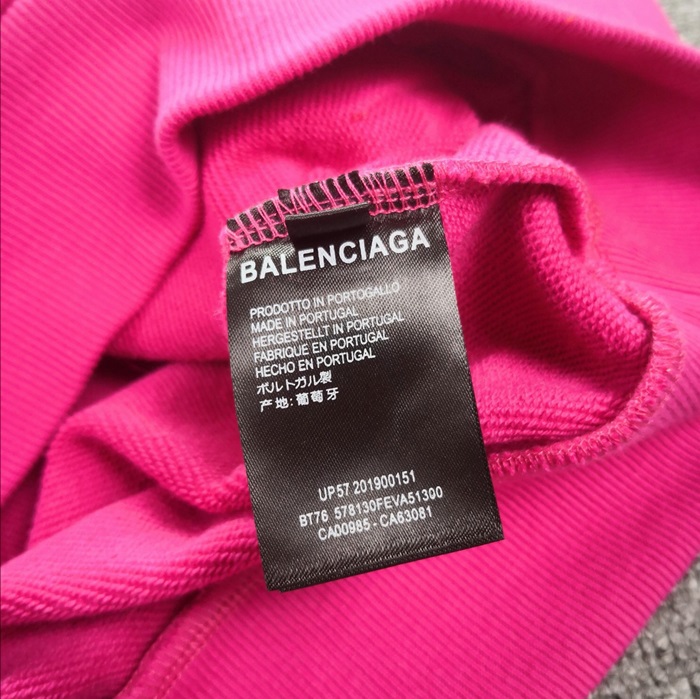 BALENCIAGA
PRODOTTO IN PORTOGALLO
MADE IN PORTUGAL
HERGESTELLT IN PORTUGAL
FABRIQUE EN PORTUGAL
HECHO EN PORTUGAL
ポルトガル製
产地:葡萄牙
UP57 201900151
BT76 578130FEVA51390
CA00985 - CA63081